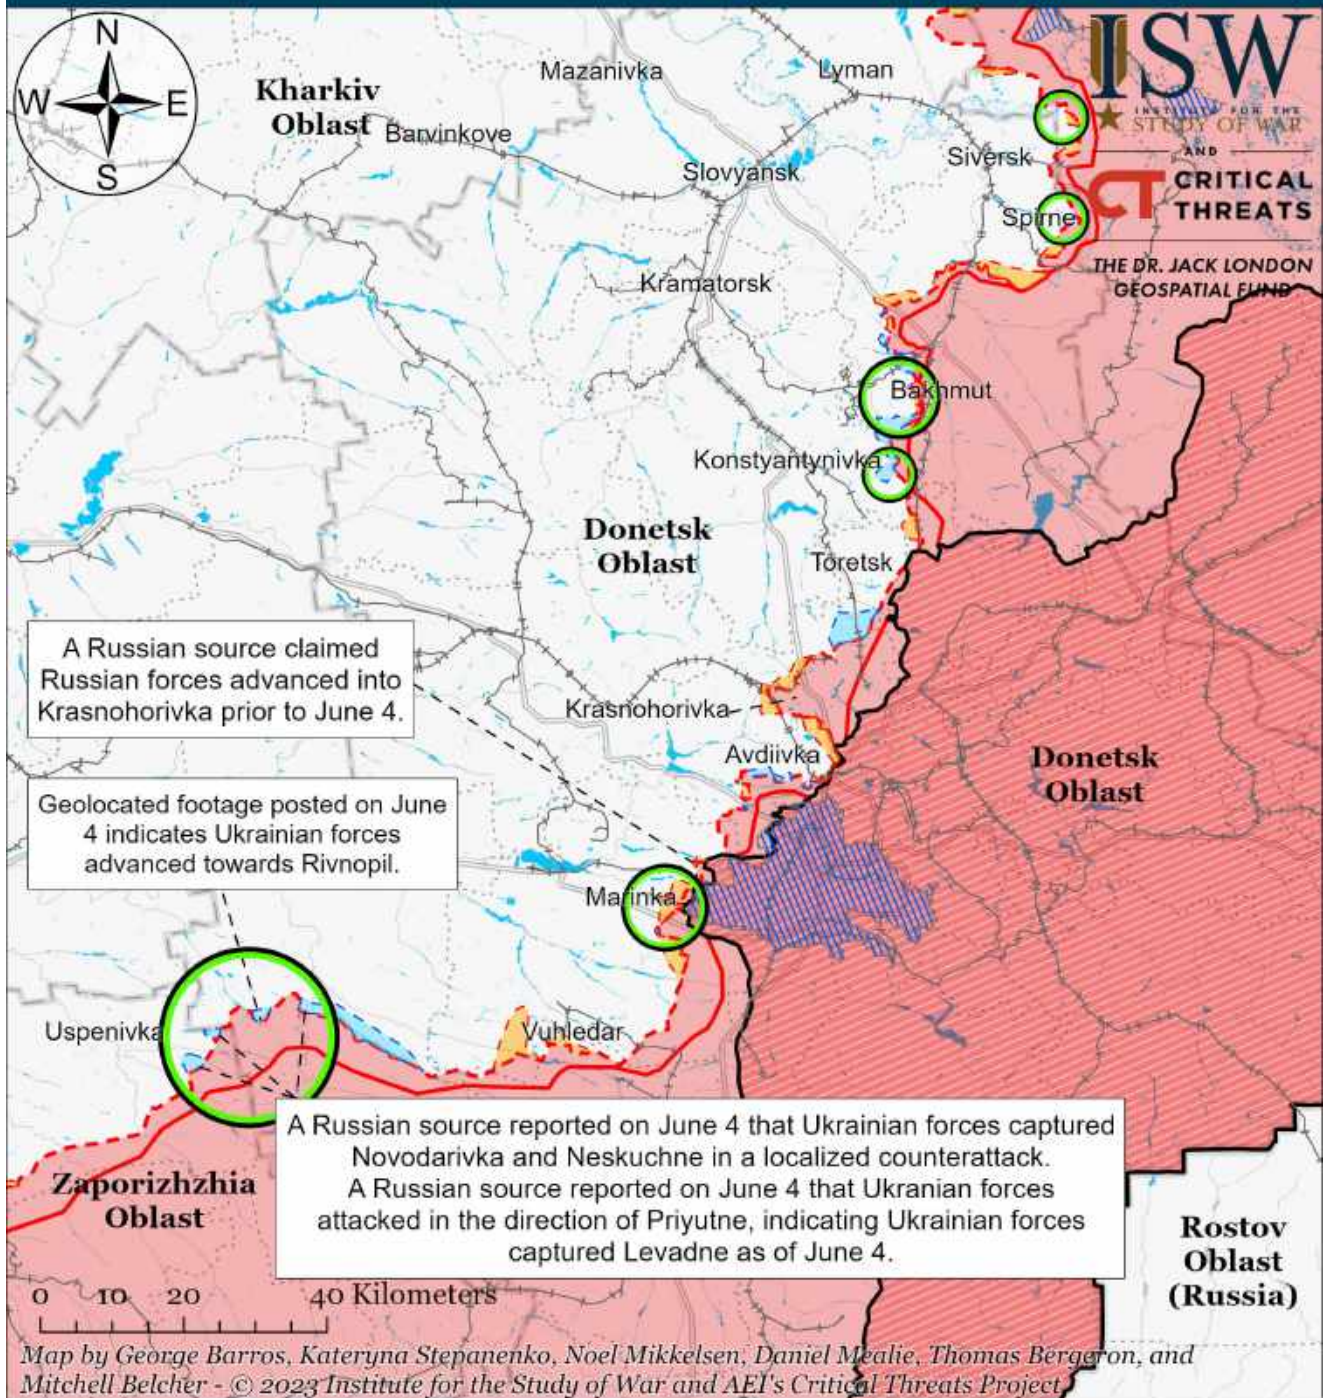 N
W
E
S
Kharkiv
Oblast
Barvinkove
Mazanivka
Lyman
Slovyansk
Siversk
Spirne
Kramatorsk
ISW
INSTITUTE FOR THE
STUDY OF WAR
AND
CT CRITICAL
THREATS
THE DR. JACK LONDON
GEOSPATIAL FUND
Bakhmut
Konstyantynivka
Donetsk
Oblast
Toretsk
A Russian source claimed
Russian forces advanced into
Krasnohorivka prior to June 4.
Krasnohorivka
Avdiivka
Donetsk
Oblast
Geolocated footage posted on June
4 indicates Ukrainian forces
advanced towards Rivnopil.
Marinka
Uspenivka
Vuhledar
A Russian source reported on June 4 that Ukrainian forces captured
Novodarivka and Neskuchne in a localized counterattack.
A Russian source reported on June 4 that Ukranian forces
attacked in the direction of Priyutne, indicating Ukrainian forces
captured Levadne as of June 4.
Zaporizhzhia
Oblast
Rostov
Oblast
(Russia)
0 10 20 40 Kilometers
Map by George Barros, Kateryna Stepanenko, Noel Mikkelsen, Daniel Mealie, Thomas Bergeron, and
Mitchell Belcher - © 2023 Institute for the Study of War and AEI's Critical Threats Project